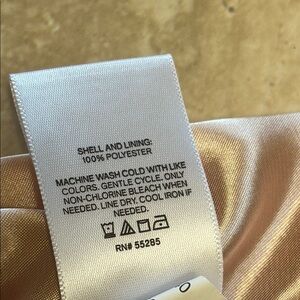 SHELL AND LINING:
100% POLYESTER
MACHINE WASH COLD WITH LIKE
COLORS. GENTLE CYCLE. ONLY
NON-CHLORINE BLEACH WHEN
NEEDED. LINE DRY. COOL IRON IF
NEEDED.
RN# 55285